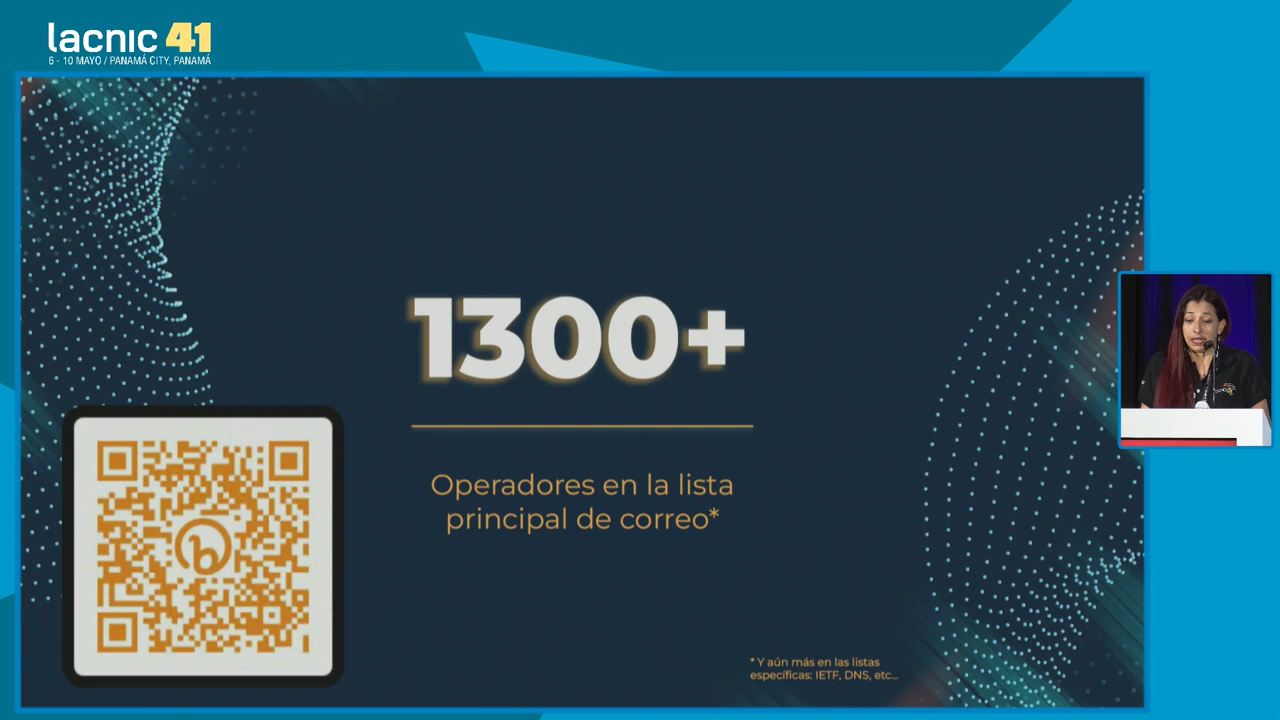 lacnic 41
6 - 10 MAYO / PANAMÁ CITY, PANAMÁ
1300+
Operadores en la lista
principal de correo*
* Y aún más en las listas
específicas: IETF, DNS, etc...